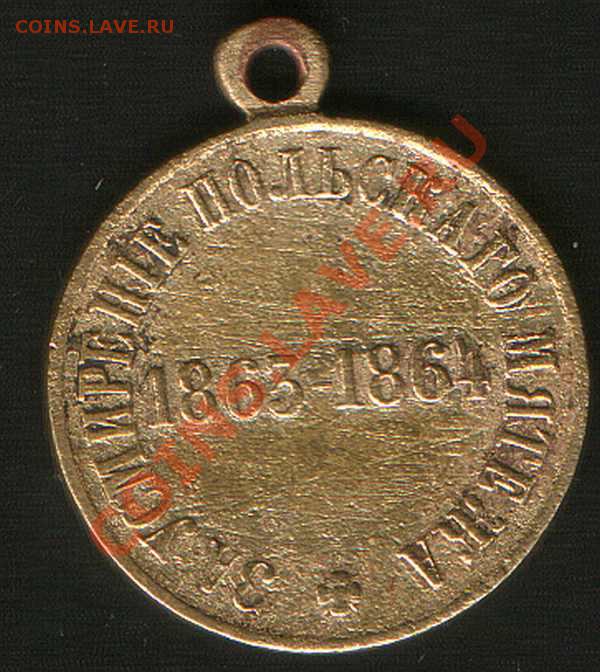 COINS.LAVE.RU
ЗА УСМИРЕНІЕ ПОЛЬСКАГО МЯТЕЖА
1863-1864
COINS.LAVE.RU